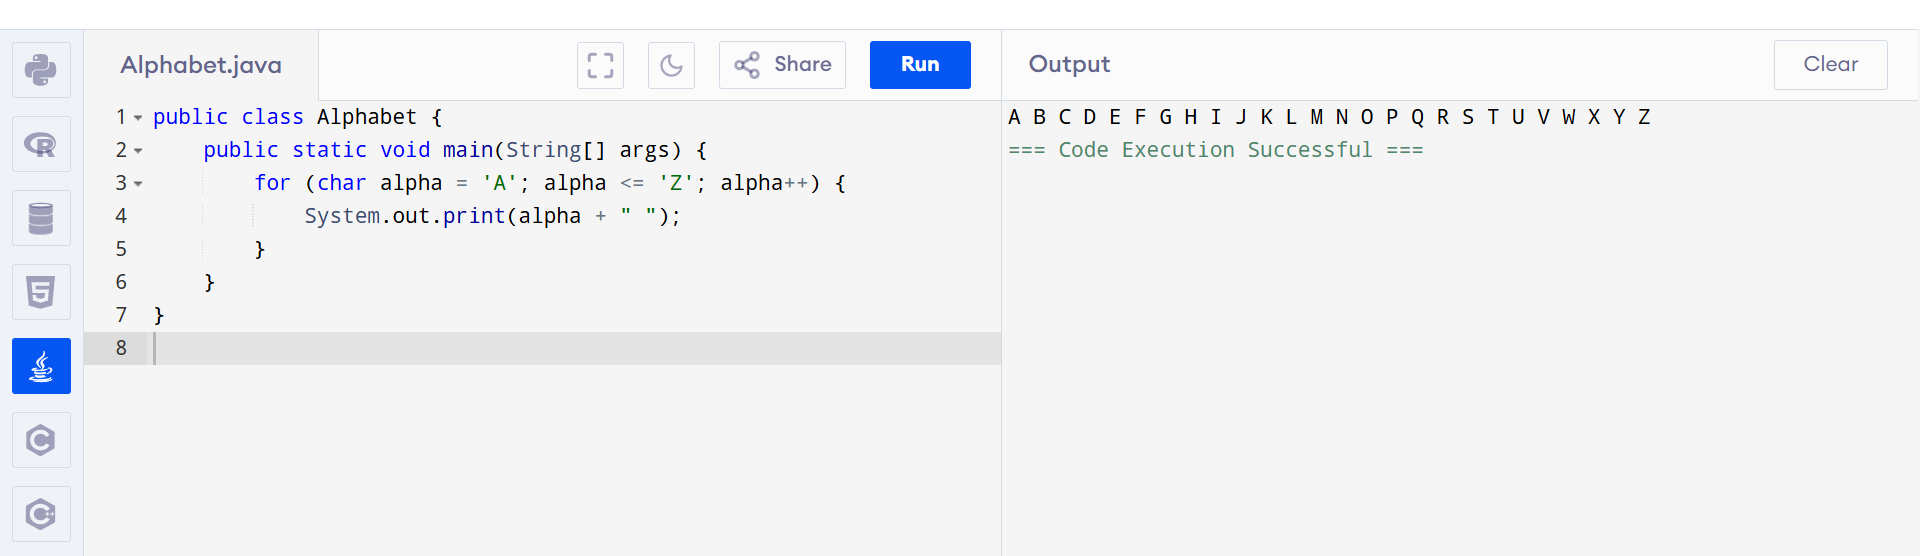 Alphabet.java
Share
Run
Output
Clear
1 public class Alphabet {
2     public static void main(String[] args) {
3         for (char alpha = 'A'; alpha <= 'Z'; alpha++) {
4             System.out.print(alpha + " ");
5         }
6     }
7 }
8
A B C D E F G H I J K L M N O P Q R S T U V W X Y Z
=== Code Execution Successful ===